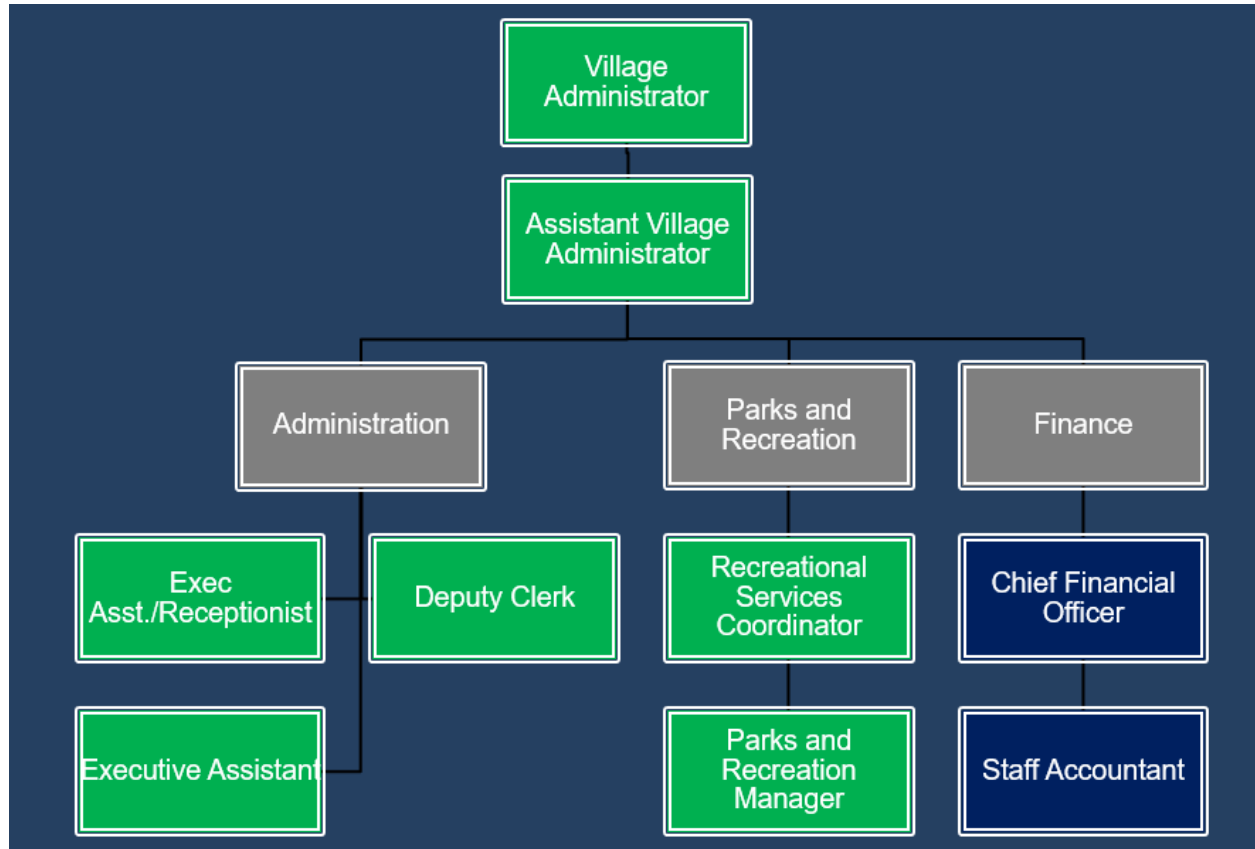 Village
Administrator
Assistant Village
Administrator
Administration
Parks and
Recreation
Finance
Exec
Asst./Receptionist
Deputy Clerk
Recreational
Services
Coordinator
Chief Financial
Officer
Executive Assistant
Parks and
Recreation
Manager
Staff Accountant